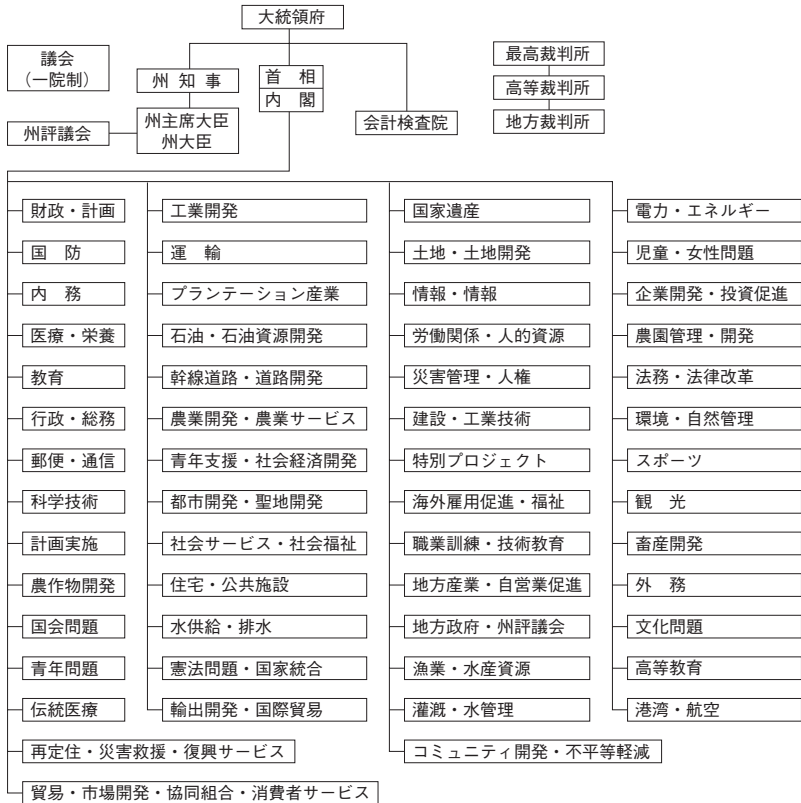 大統領府
議会
(一院制)
州 知 事
首 相
内 閣
最高裁判所
高等裁判所
地方裁判所
会計検査院
州評議会
州主席大臣
州大臣
財政・計画
国 防
内 務
医療・栄養
教育
行政・総務
郵便・通信
科学技術
計画実施
農作物開発
国会問題
青年問題
伝統医療
再定住・災害救援・復興サービス
貿易・市場開発・協同組合・消費者サービス
工業開発
運 輸
プランテーション産業
石油・石油資源開発
幹線道路・道路開発
農業開発・農業サービス
青年支援・社会経済開発
都市開発・聖地開発
社会サービス・社会福祉
住宅・公共施設
水供給・排水
憲法問題・国家統合
輸出開発・国際貿易
国家遺産
土地・土地開発
情報・情報
労働関係・人的資源
災害管理・人権
建設・工業技術
特別プロジェクト
海外雇用促進・福祉
職業訓練・技術教育
地方産業・自営業促進
地方政府・州評議会
漁業・水産資源
灌漑・水管理
コミュニティ開発・不平等軽減
電力・エネルギー
児童・女性問題
企業開発・投資促進
農園管理・開発
法務・法律改革
環境・自然管理
スポーツ
観 光
畜産開発
外 務
文化問題
高等教育
港湾・航空